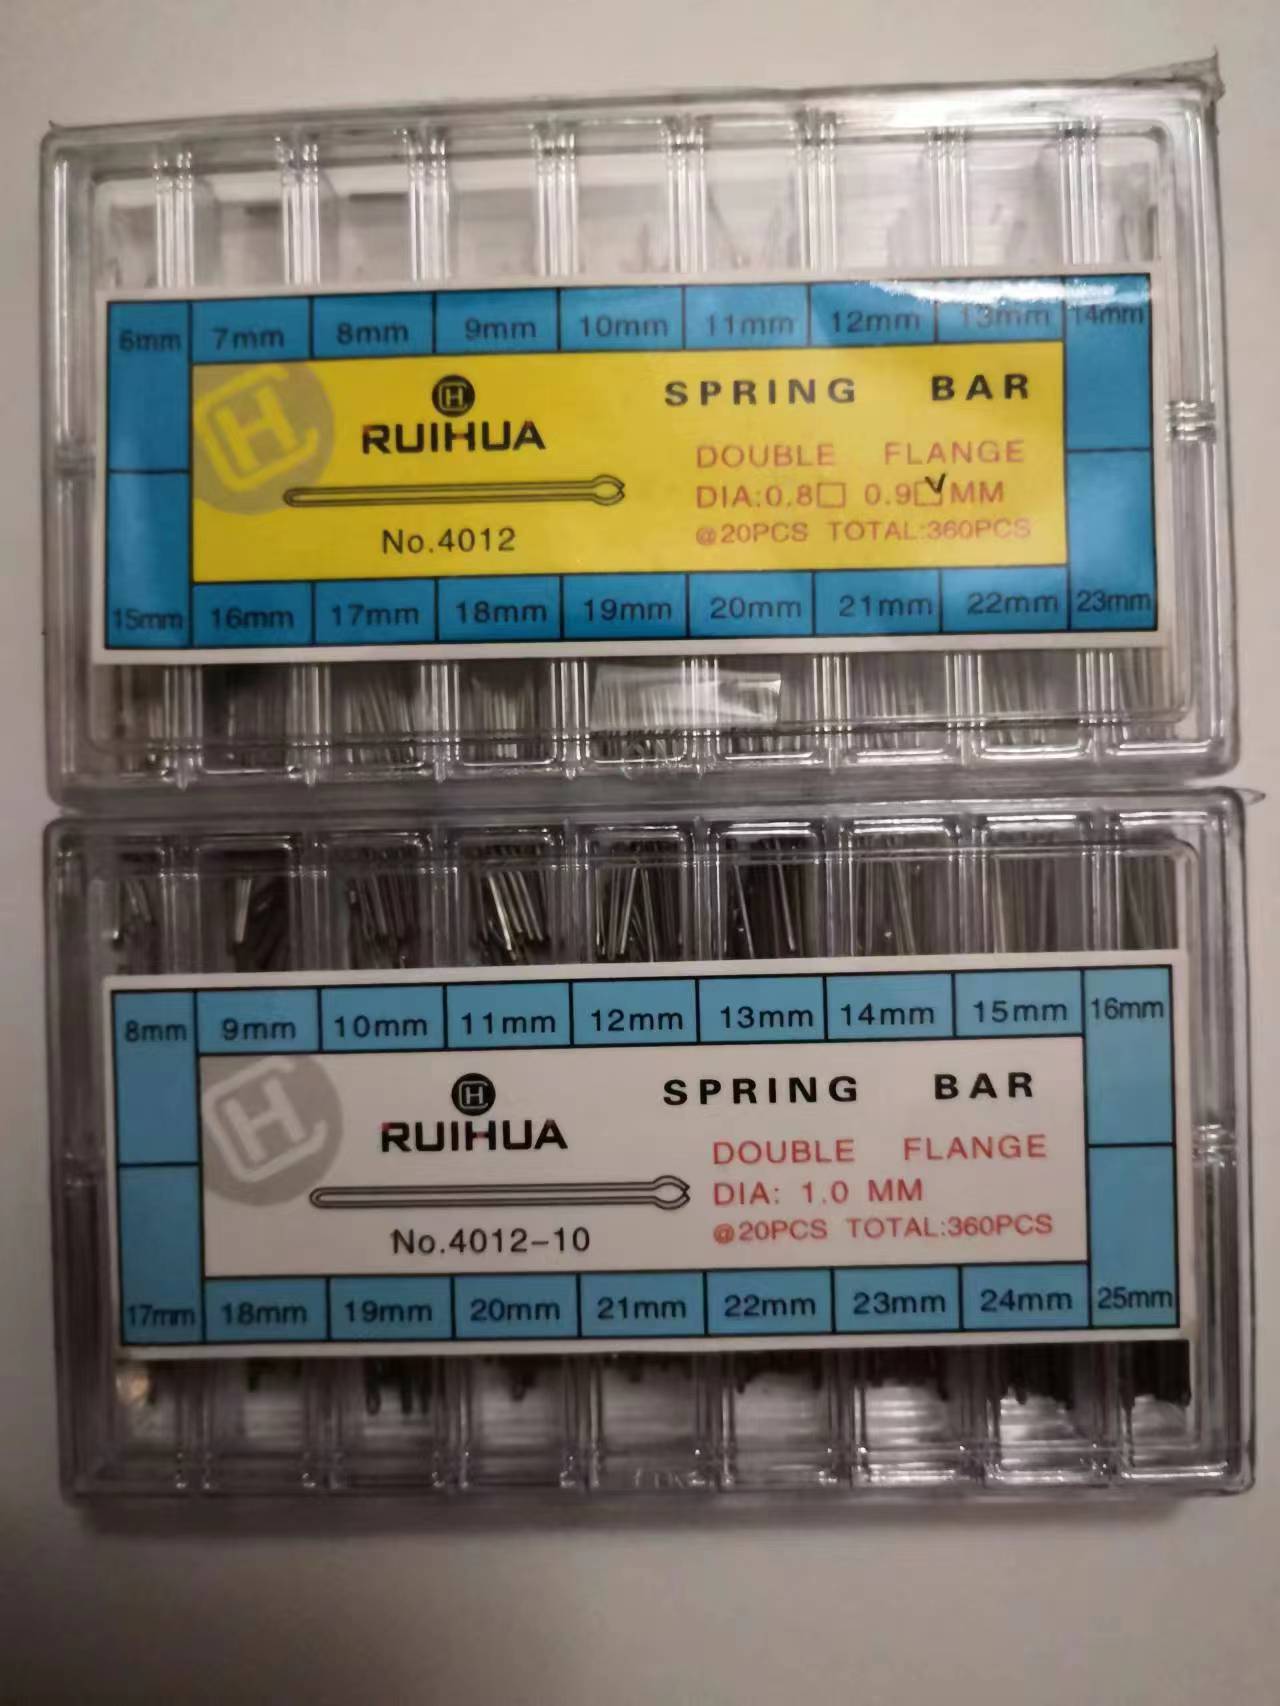 6mm 7mm 8mm 9mm 10mm 11mm 12mm 13mm 14mm
H
H
RUIHUA
SPRING BAR
DOUBLE FLANGE
DIA:0.8☐ 0.9☑MM
@20PCS TOTAL:360PCS
No.4012
15mm 16mm 17mm 18mm 19mm 20mm 21mm 22mm 23mm
8mm 9mm 10mm 11mm 12mm 13mm 14mm 15mm 16mm
H
H
RUIHUA
SPRING BAR
DOUBLE FLANGE
DIA: 1.0 MM
@20PCS TOTAL:360PCS
No.4012-10
17mm 18mm 19mm 20mm 21mm 22mm 23mm 24mm 25mm